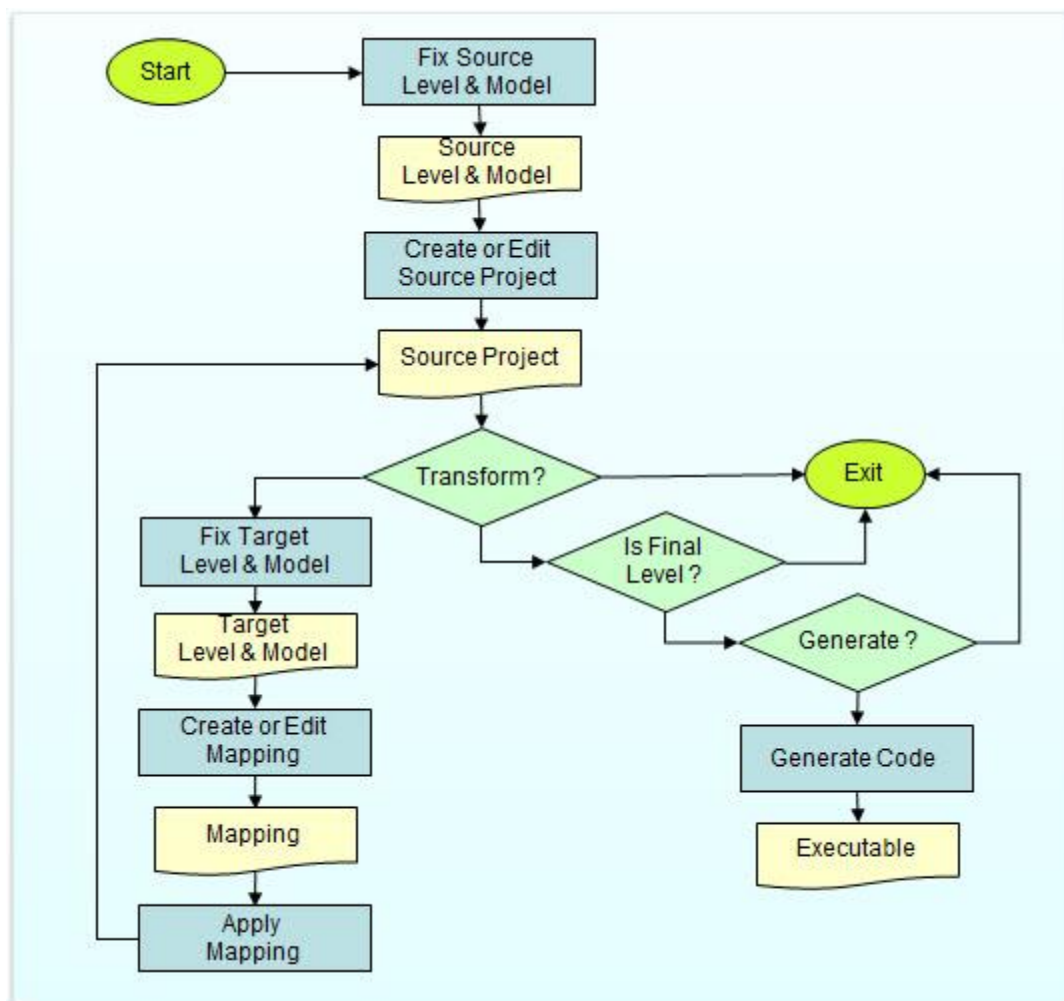 Start
Fix Source
Level & Model
Source
Level & Model
Create or Edit
Source Project
Source Project
Transform ?
Exit
Fix Target
Level & Model
Is Final
Level ?
Target
Level & Model
Generate ?
Create or Edit
Mapping
Generate Code
Mapping
Executable
Apply
Mapping